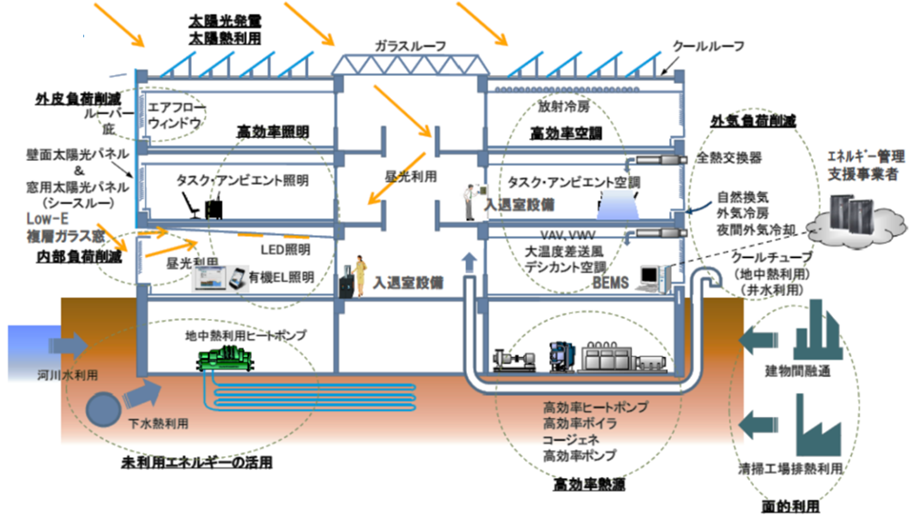 太陽光発電
太陽熱利用
ガラスルーフ
クールルーフ
外皮負荷削減
ルーバー
庇
エアフロー
ウィンドウ
高効率照明
放射冷房
高効率空調
外気負荷削減
壁面太陽光パネル
&
窓用太陽光パネル
(シースルー)
タスク・アンビエント照明
昼光利用
タスク・アンビエント空調
入退室設備
全熱交換器
エネルギー管理
支援事業者
自然換気
外気冷房
夜間外気冷却
Low-E
複層ガラス窓
内部負荷削減
昼光利用
LED照明
有機EL照明
入退室設備
VAV,VWV
大温度差送風
デシカント空調
BEMS
クールチューブ
(地中熱利用)
(井水利用)
地中熱利用ヒートポンプ
河川水利用
下水熱利用
未利用エネルギーの活用
高効率ヒートポンプ
高効率ボイラ
コージェネ
高効率ポンプ
高効率熱源
建物間融通
清掃工場排熱利用
面的利用